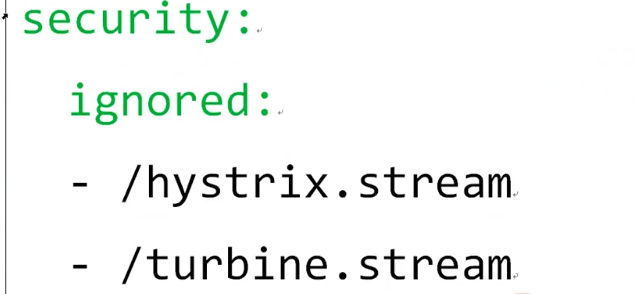 security:
  ignored:
  - /hystrix.stream
  - /turbine.stream